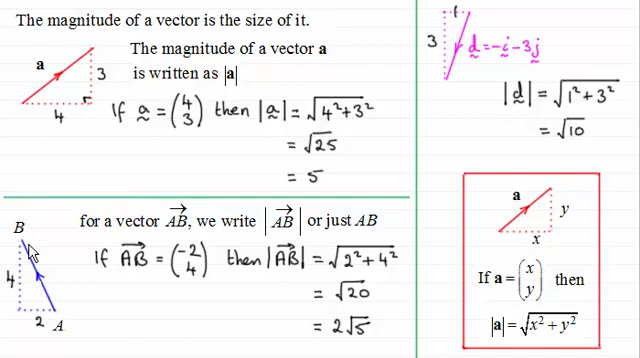 The magnitude of a vector is the size of it.
a
3
4
The magnitude of a vector a
is written as |a|
If a = (4 3) then |a| = √4² + 3²
= √25
= 5
1
3
d = -i - 3j
|d| = √1² + 3²
= √10
B
4
2 A
for a vector AB, we write |AB| or just AB
If AB = (-2 4) then |AB| = √2² + 4²
= √20
= 2√5
a
y
x
If a = (x y) then
|a| = √x² + y²